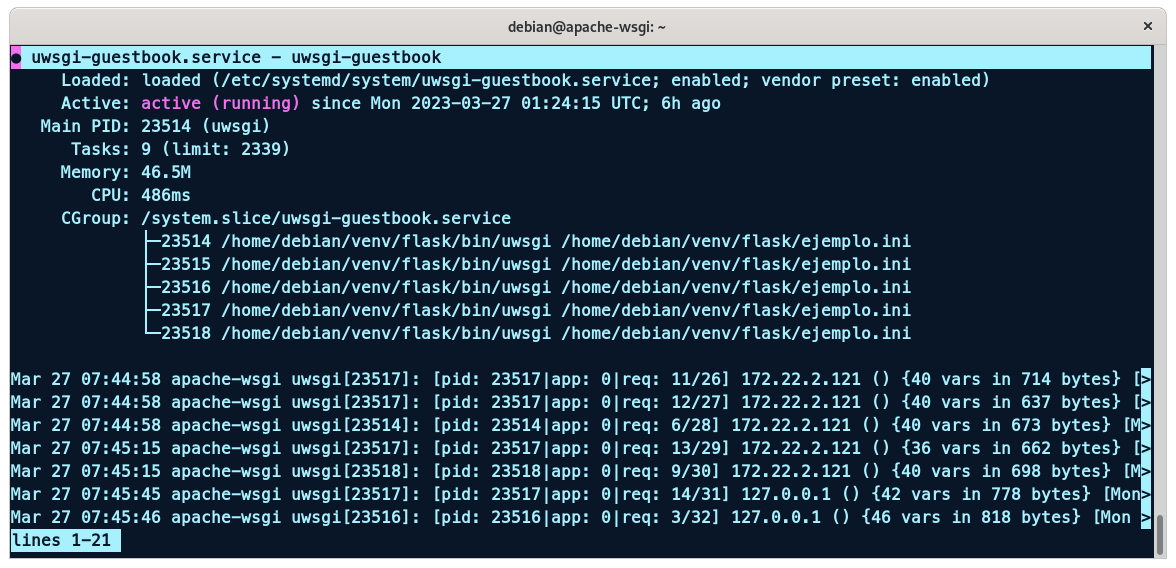 debian@apache-wsgi: ~ ×
● uwsgi-guestbook.service - uwsgi-guestbook
Loaded: loaded (/etc/systemd/system/uwsgi-guestbook.service; enabled; vendor preset: enabled)
Active: active (running) since Mon 2023-03-27 01:24:15 UTC; 6h ago
Main PID: 23514 (uwsgi)
Tasks: 9 (limit: 2339)
Memory: 46.5M
CPU: 486ms
CGroup: /system.slice/uwsgi-guestbook.service
├─23514 /home/debian/venv/flask/bin/uwsgi /home/debian/venv/flask/ejemplo.ini
├─23515 /home/debian/venv/flask/bin/uwsgi /home/debian/venv/flask/ejemplo.ini
├─23516 /home/debian/venv/flask/bin/uwsgi /home/debian/venv/flask/ejemplo.ini
├─23517 /home/debian/venv/flask/bin/uwsgi /home/debian/venv/flask/ejemplo.ini
└─23518 /home/debian/venv/flask/bin/uwsgi /home/debian/venv/flask/ejemplo.ini
Mar 27 07:44:58 apache-wsgi uwsgi[23517]: [pid: 23517|app: 0|req: 11/26] 172.22.2.121 () {40 vars in 714 bytes} [>
Mar 27 07:44:58 apache-wsgi uwsgi[23517]: [pid: 23517|app: 0|req: 12/27] 172.22.2.121 () {40 vars in 637 bytes} [>
Mar 27 07:44:58 apache-wsgi uwsgi[23514]: [pid: 23514|app: 0|req: 6/28] 172.22.2.121 () {40 vars in 673 bytes} [M>
Mar 27 07:45:15 apache-wsgi uwsgi[23517]: [pid: 23517|app: 0|req: 13/29] 172.22.2.121 () {36 vars in 662 bytes} [>
Mar 27 07:45:15 apache-wsgi uwsgi[23518]: [pid: 23518|app: 0|req: 9/30] 172.22.2.121 () {40 vars in 698 bytes} [M>
Mar 27 07:45:45 apache-wsgi uwsgi[23517]: [pid: 23517|app: 0|req: 14/31] 127.0.0.1 () {42 vars in 778 bytes} [Mon>
Mar 27 07:45:46 apache-wsgi uwsgi[23516]: [pid: 23516|app: 0|req: 3/32] 127.0.0.1 () {46 vars in 818 bytes} [Mon >
lines 1-21